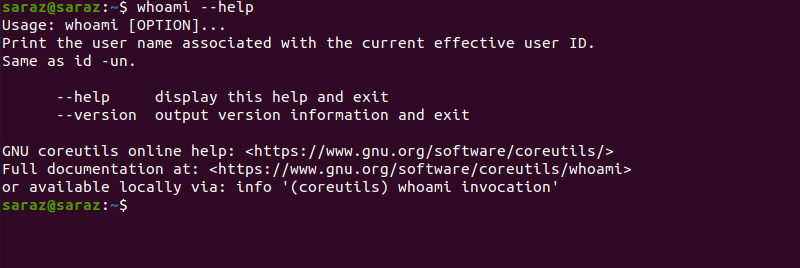 saraz@saraz:~$ whoami --help
Usage: whoami [OPTION]...
Print the user name associated with the current effective user ID.
Same as id -un.
--help     display this help and exit
--version  output version information and exit
GNU coreutils online help: <https://www.gnu.org/software/coreutils/>
Full documentation at: <https://www.gnu.org/software/coreutils/whoami>
or available locally via: info '(coreutils) whoami invocation'
saraz@saraz:~$